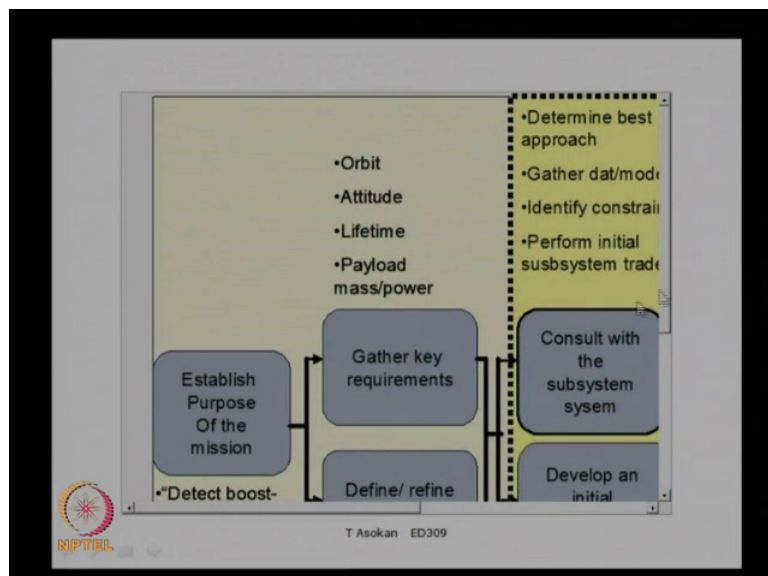 •Orbit
•Attitude
•Lifetime
•Payload
mass/power
•Determine best
approach
•Gather dat/mode
•Identify constrain
•Perform initial
susbsystem trade
Establish
Purpose
Of the
mission
Gather key
requirements
Consult with
the
subsystem
sysem
•"Detect boost-
Define/ refine
Develop an
initial
NPTEL
T Asokan ED309